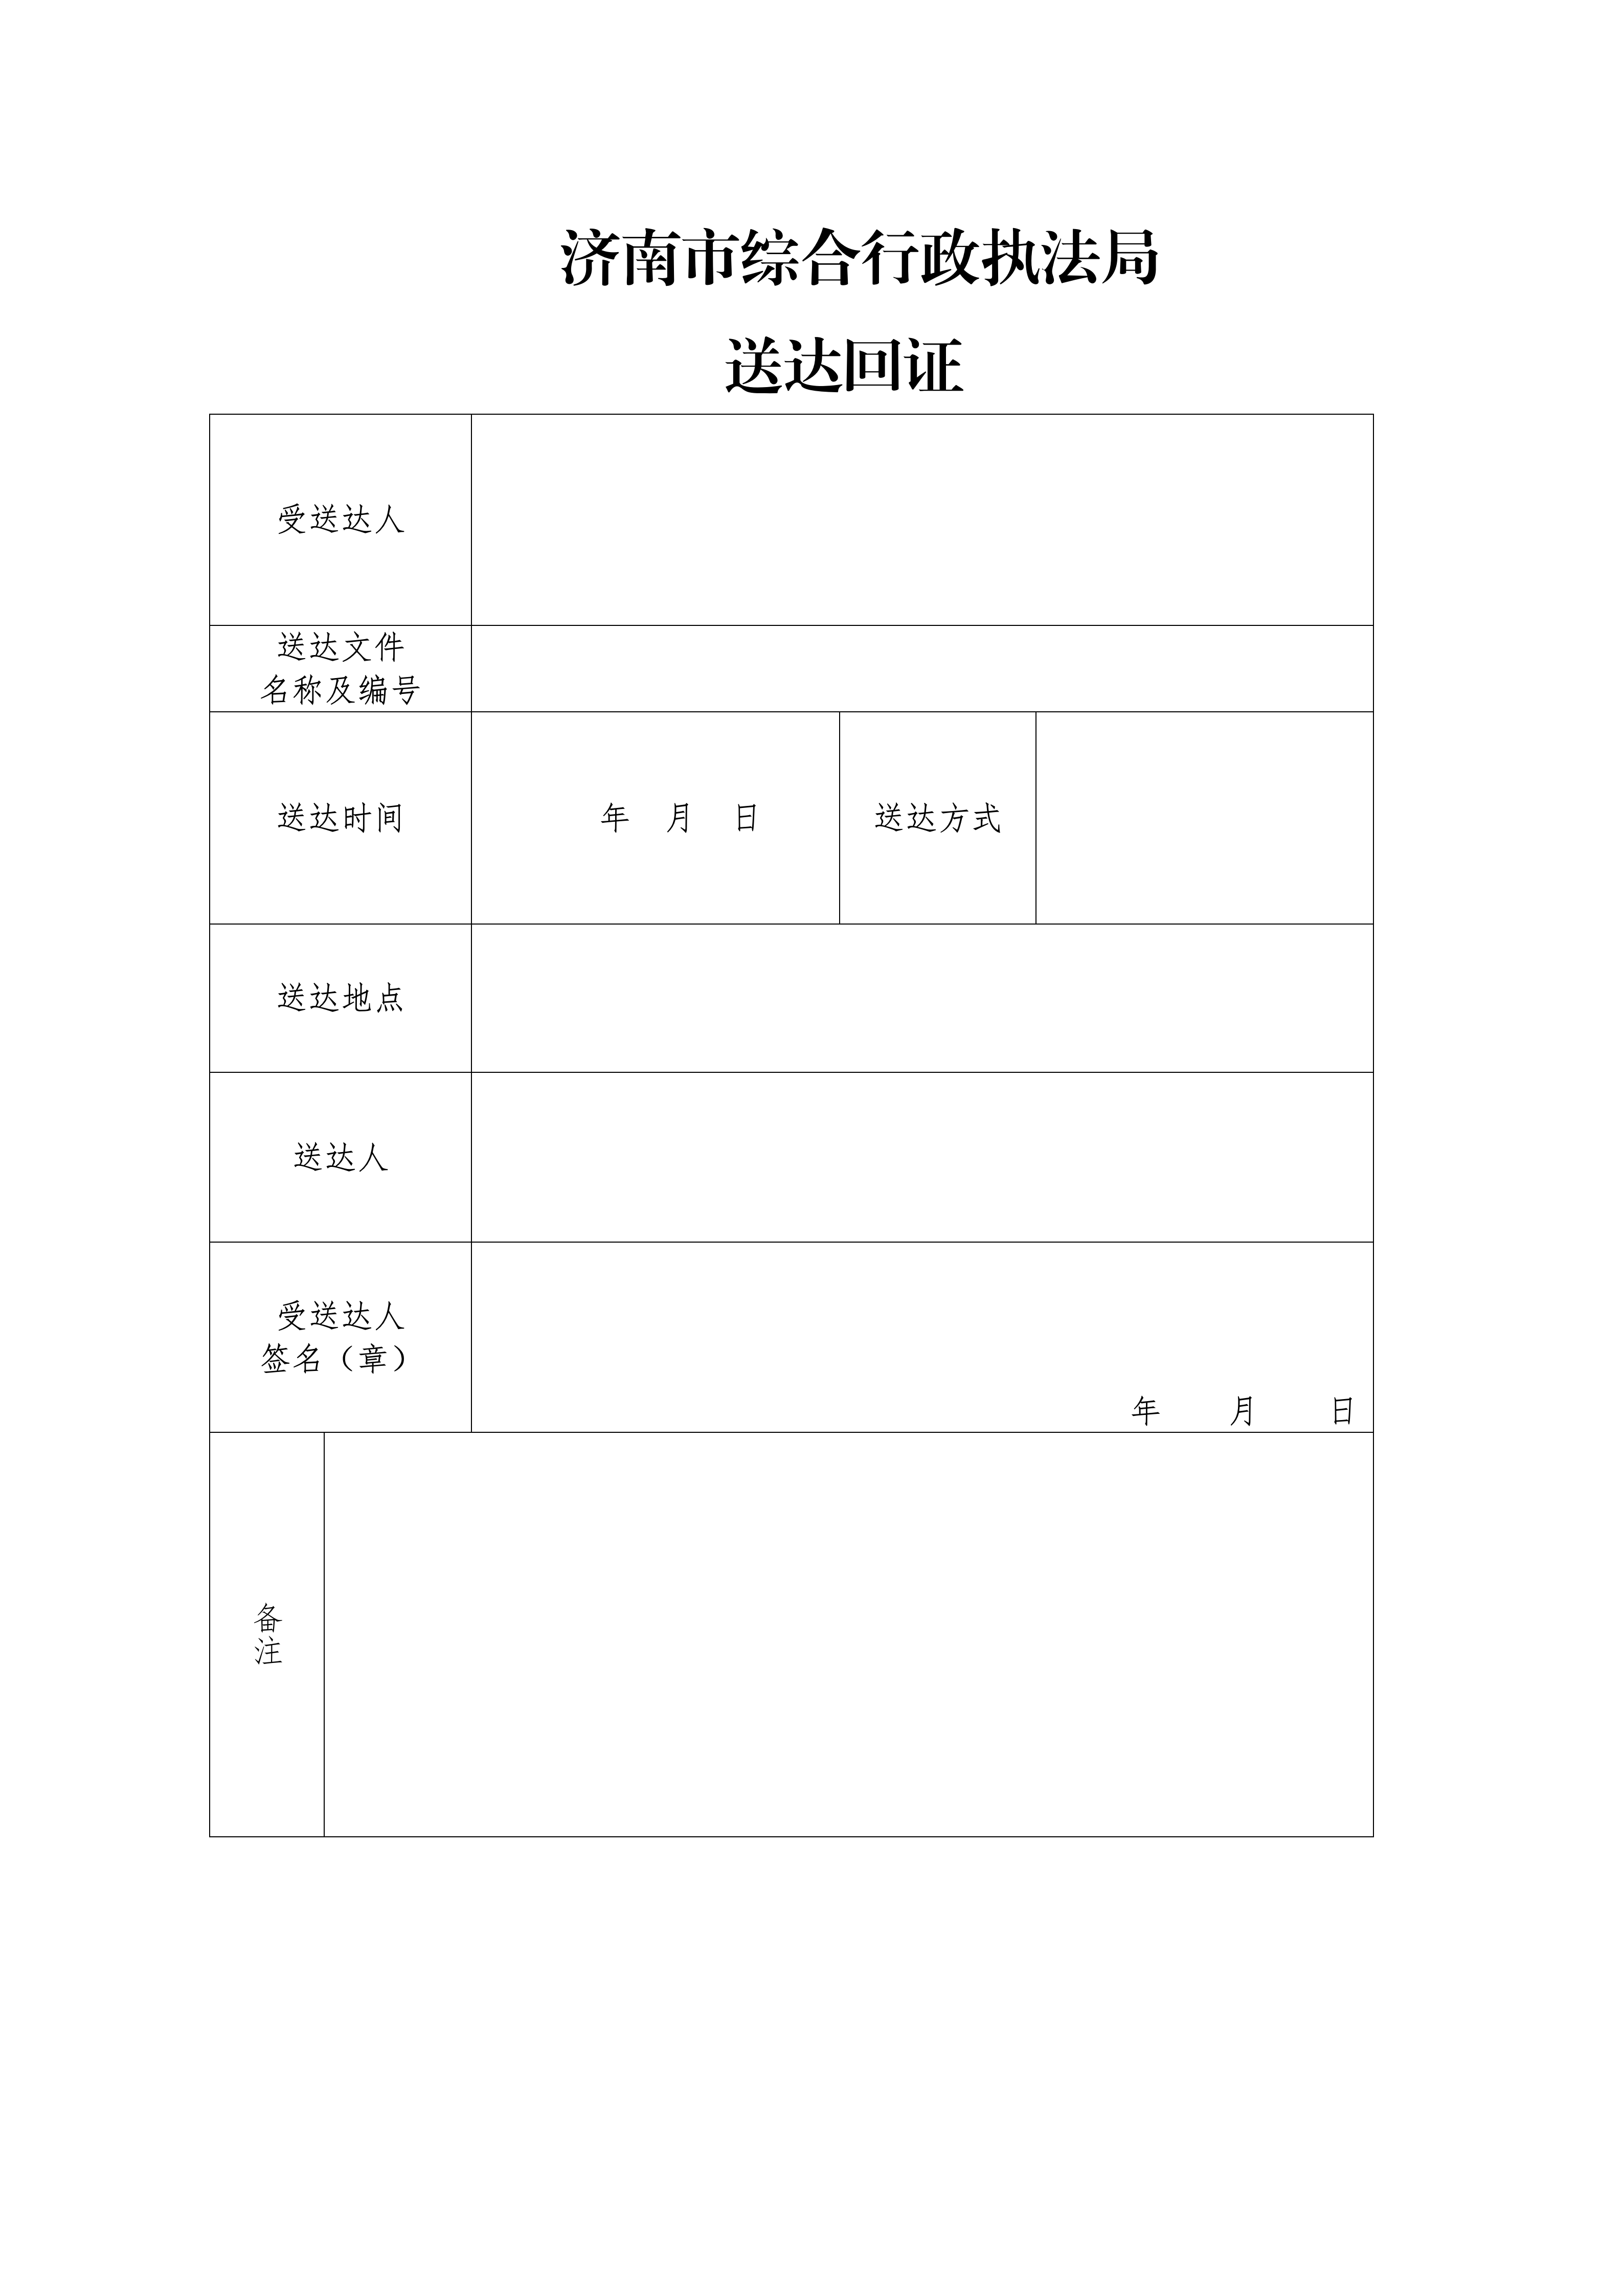 济南市综合行政执法局
送达回证
受送达人
送达文件
名称及编号
送达时间
年 月 日
送达方式
送达地点
送达人
受送达人
签名（章）
年 月 日
备
注